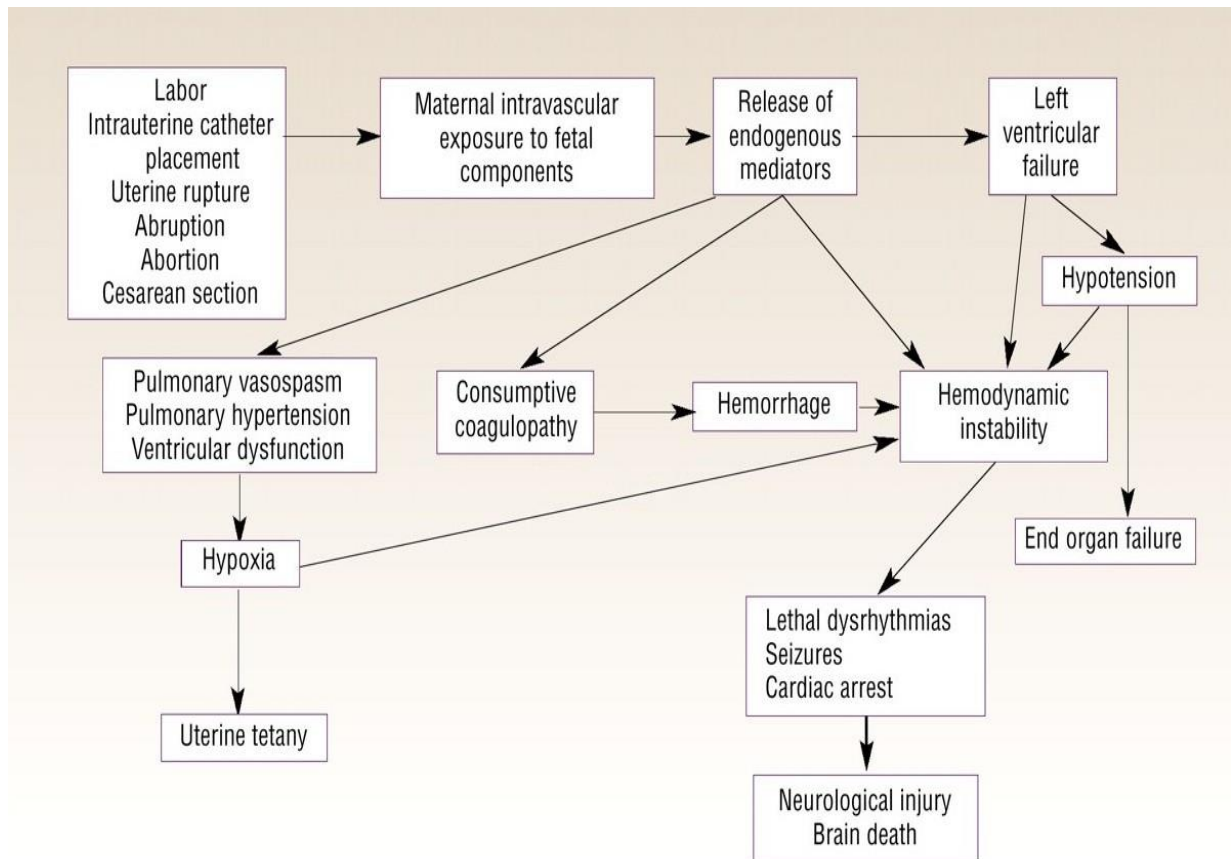 Labor
Intrauterine catheter
placement
Uterine rupture
Abruption
Abortion
Cesarean section
Maternal intravascular
exposure to fetal
components
Release of
endogenous
mediators
Left
ventricular
failure
Hypotension
Pulmonary vasospasm
Pulmonary hypertension
Ventricular dysfunction
Consumptive
coagulopathy
Hemorrhage
Hemodynamic
instability
Hypoxia
End organ failure
Lethal dysrhythmias
Seizures
Cardiac arrest
Uterine tetany
Neurological injury
Brain death